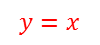 y = x